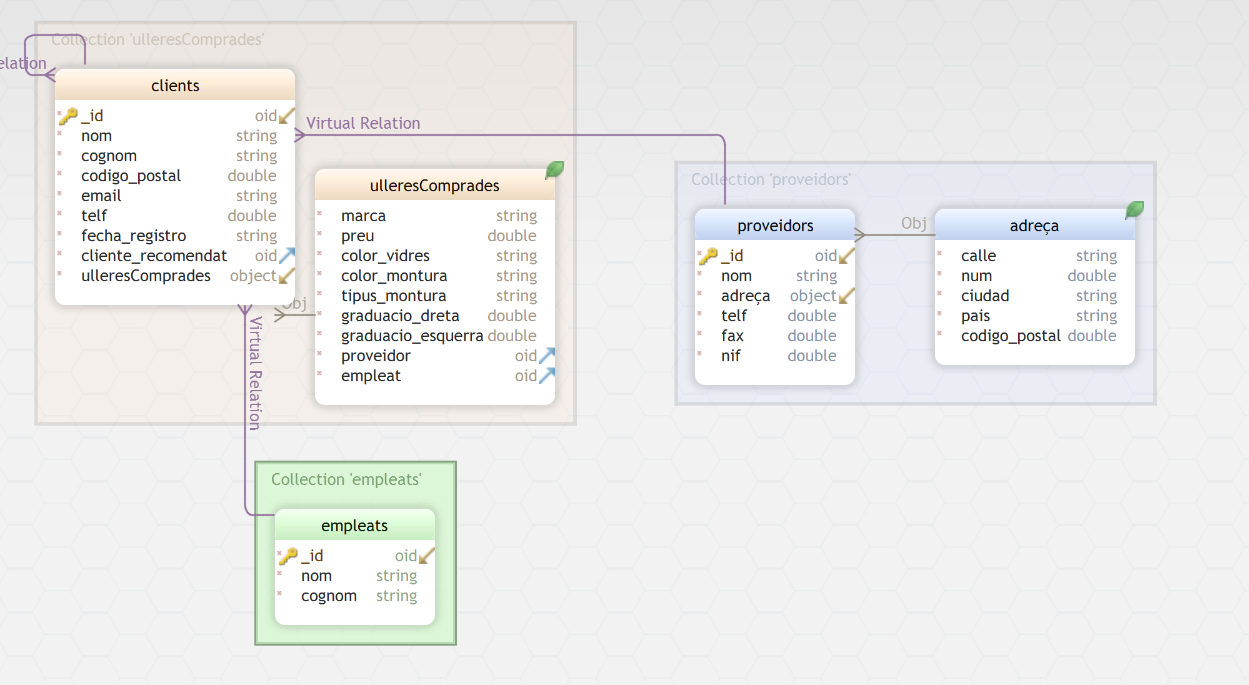 Collection 'ulleresComprades'
elation
clients
_id oid
nom string
cognom string
codigo_postal double
email string
telf double
fecha_registro string
cliente_recomendat oid
ulleresComprades object
Virtual Relation
ulleresComprades
marca string
preu double
color_vidres string
color_montura string
tipus_montura string
graduacio_dreta double
graduacio_esquerra double
proveidor oid
empleat oid
Obj
Virtual Relation
Collection 'proveidors'
proveidors
_id oid
nom string
adreça object
telf double
fax double
nif double
Obj
adreça
calle string
num double
ciudad string
pais string
codigo_postal double
Collection 'empleats'
empleats
_id oid
nom string
cognom string